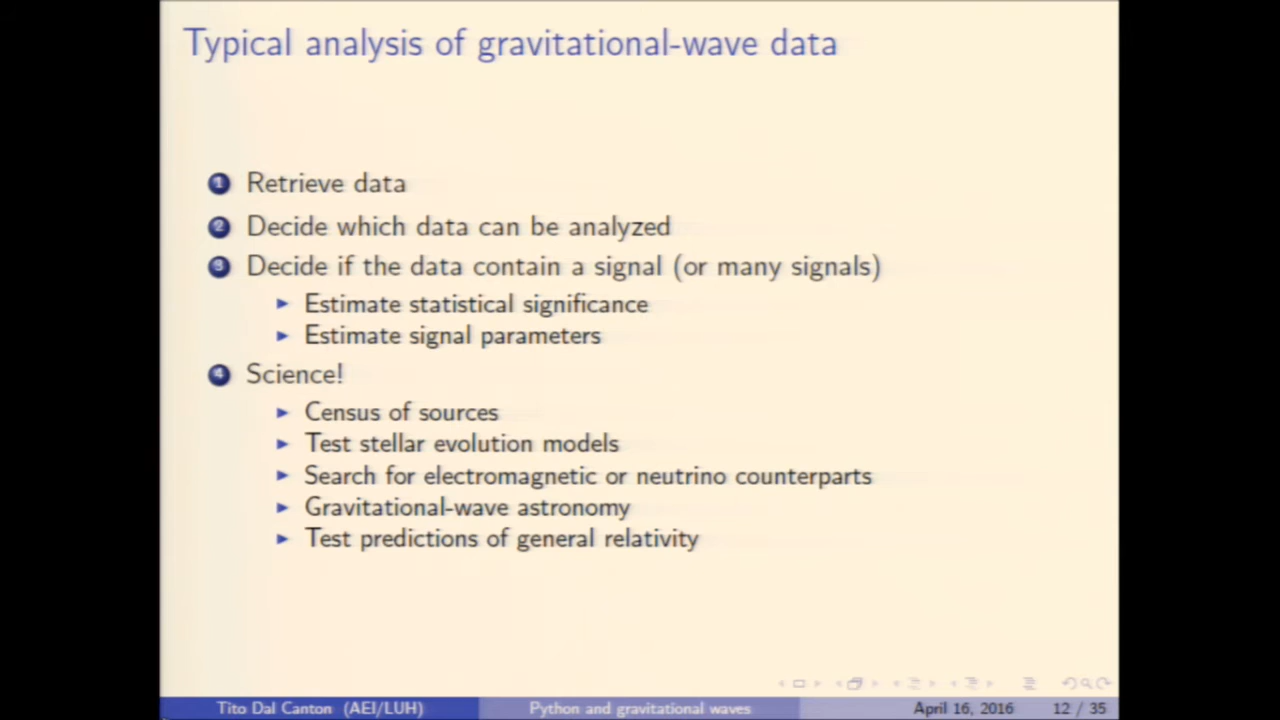 Typical analysis of gravitational-wave data
1 Retrieve data
2 Decide which data can be analyzed
3 Decide if the data contain a signal (or many signals)
Estimate statistical significance
Estimate signal parameters
4 Science!
Census of sources
Test stellar evolution models
Search for electromagnetic or neutrino counterparts
Gravitational-wave astronomy
Test predictions of general relativity
Tito Dal Canton (AEI/LUH) Python and gravitational waves April 16, 2016 12 / 35